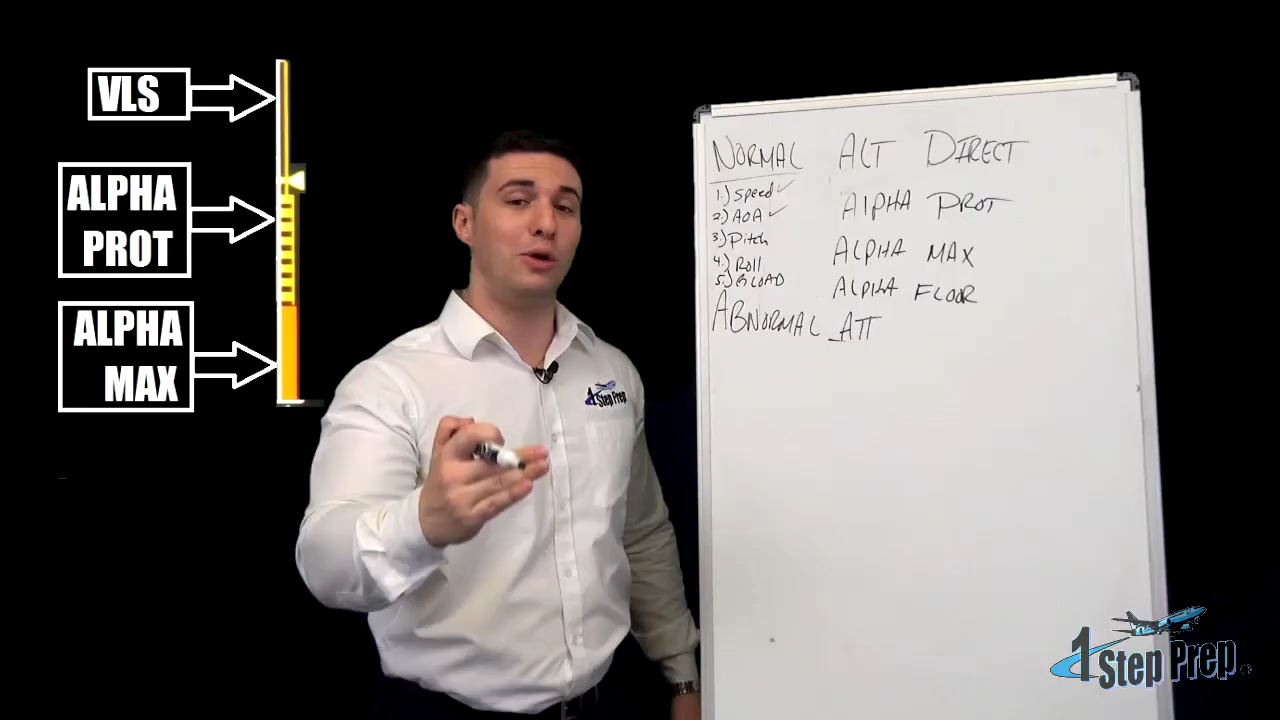 VLS
ALPHA
PROT
ALPHA
MAX
NORMAL ALT DIRECT
1.) Speed ✓
2.) AOA ✓
3.) Pitch
4.) Roll
5.) G LOAD
ALPHA PROT
ALPHA MAX
ALPHA FLOOR
ABNORMAL ATT
1 Step Prep
1 Step Prep